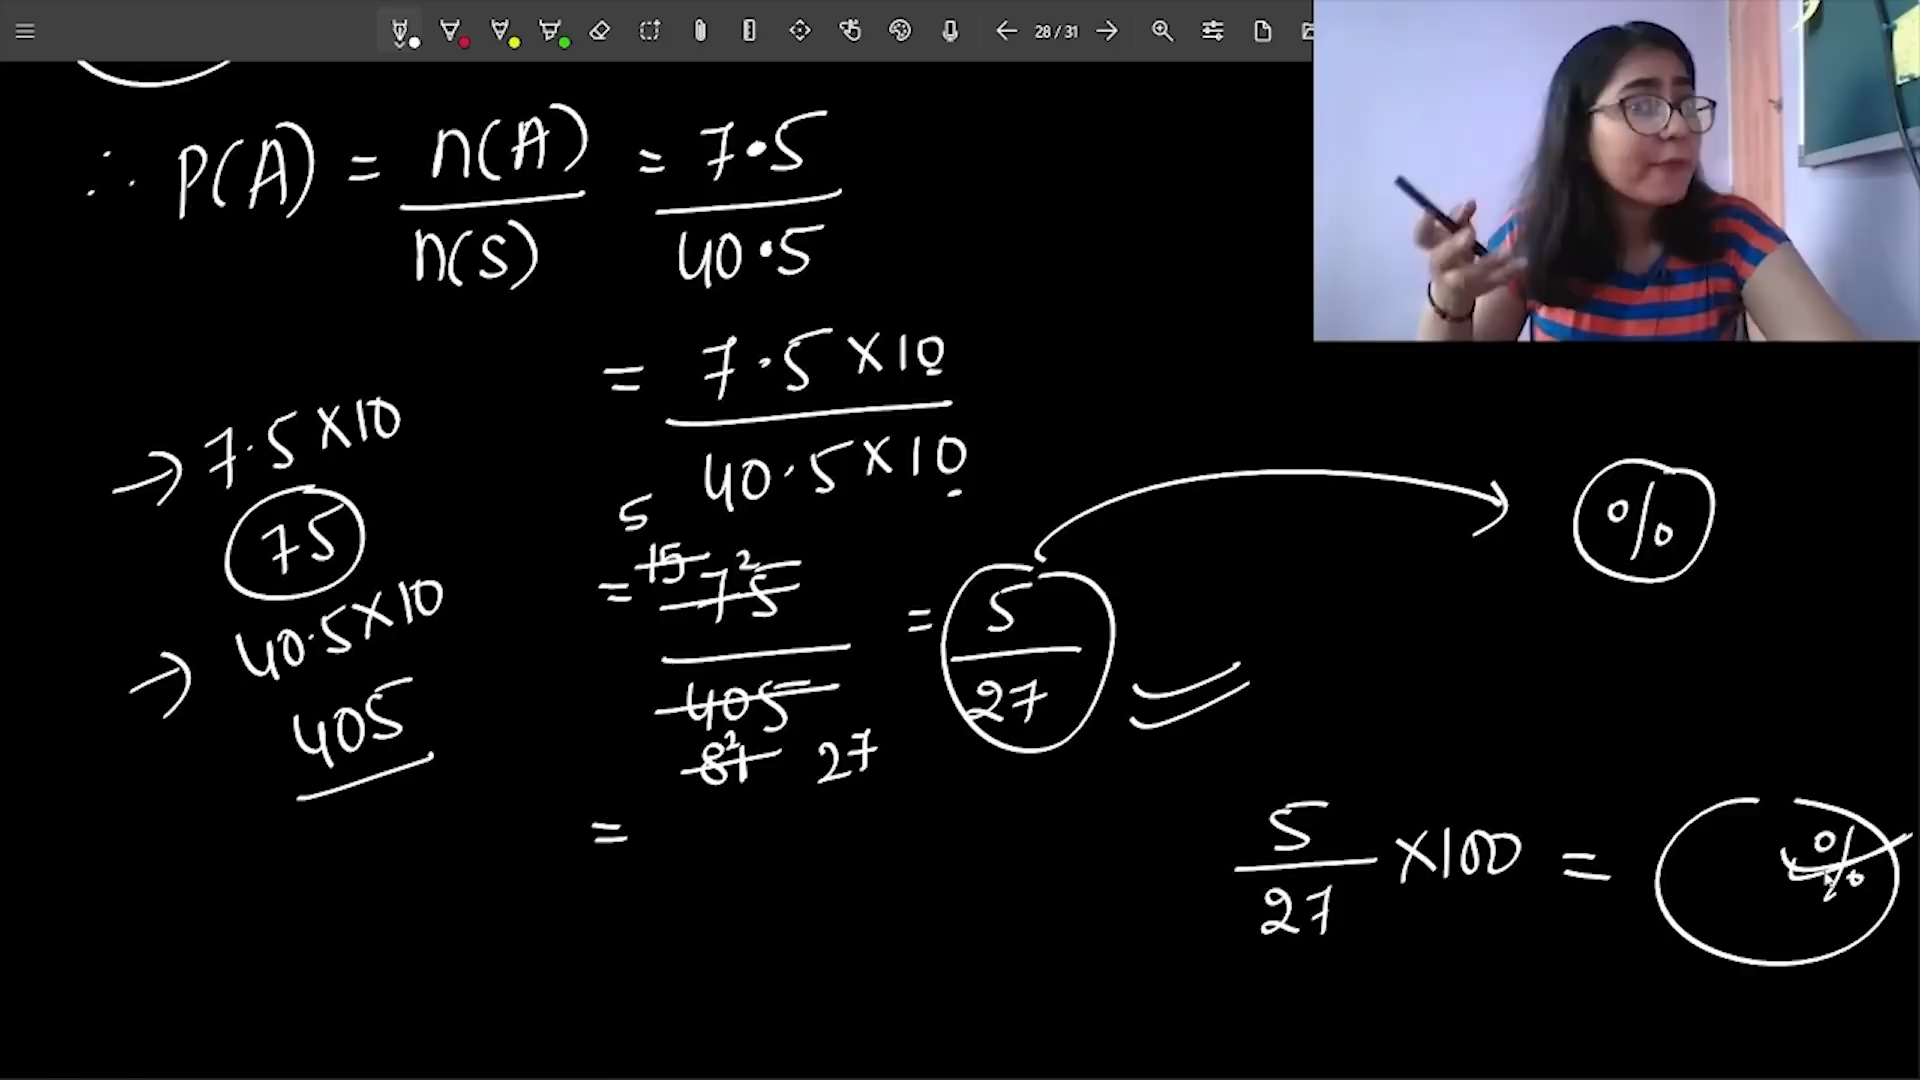 28 / 31
∴ P(A) = n(A) / n(S) = 7.5 / 40.5
= 7.5 X 10 / 40.5 X 10
→ 7.5 X 10
75
→ 40.5 X 10
405
5
15
= 75 / 405 = 5 / 27
81 27
%
=
5 / 27 X 100 = %